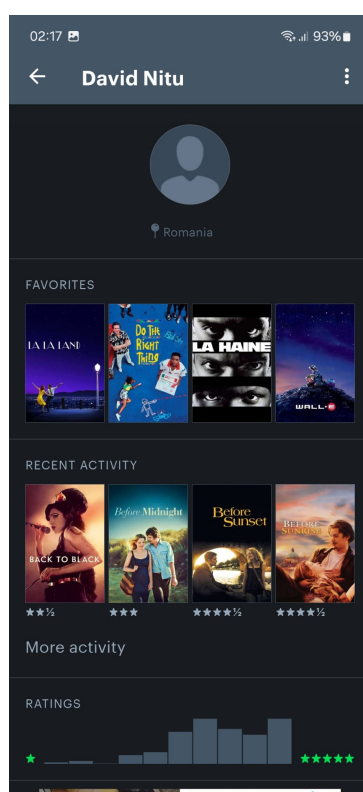 02:17
93%
David Nitu
Romania
FAVORITES
LA LA LAND
Do THE
RigHT
THing
LA HAINE
WALL·E
RECENT ACTIVITY
BACK TO BLACK
Before Midnight
Before
Sunset
BEFORE
SUNRISE
★★½
★★★
★★★★½
★★★★½
More activity
RATINGS
★
★★★★★